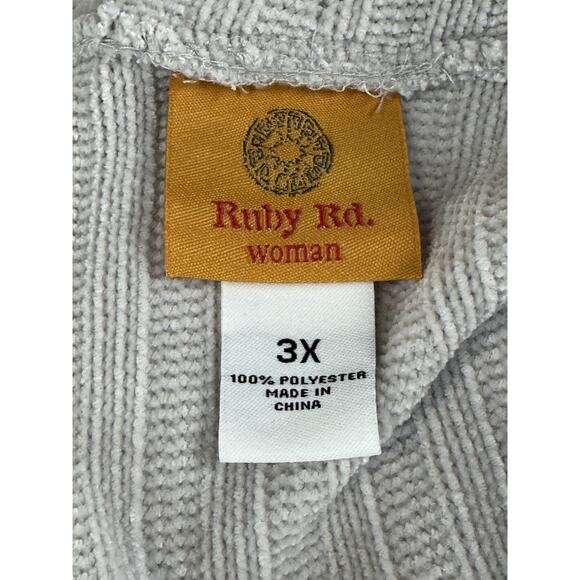 Ruby Rd.
woman
3X
100% POLYESTER
MADE IN
CHINA